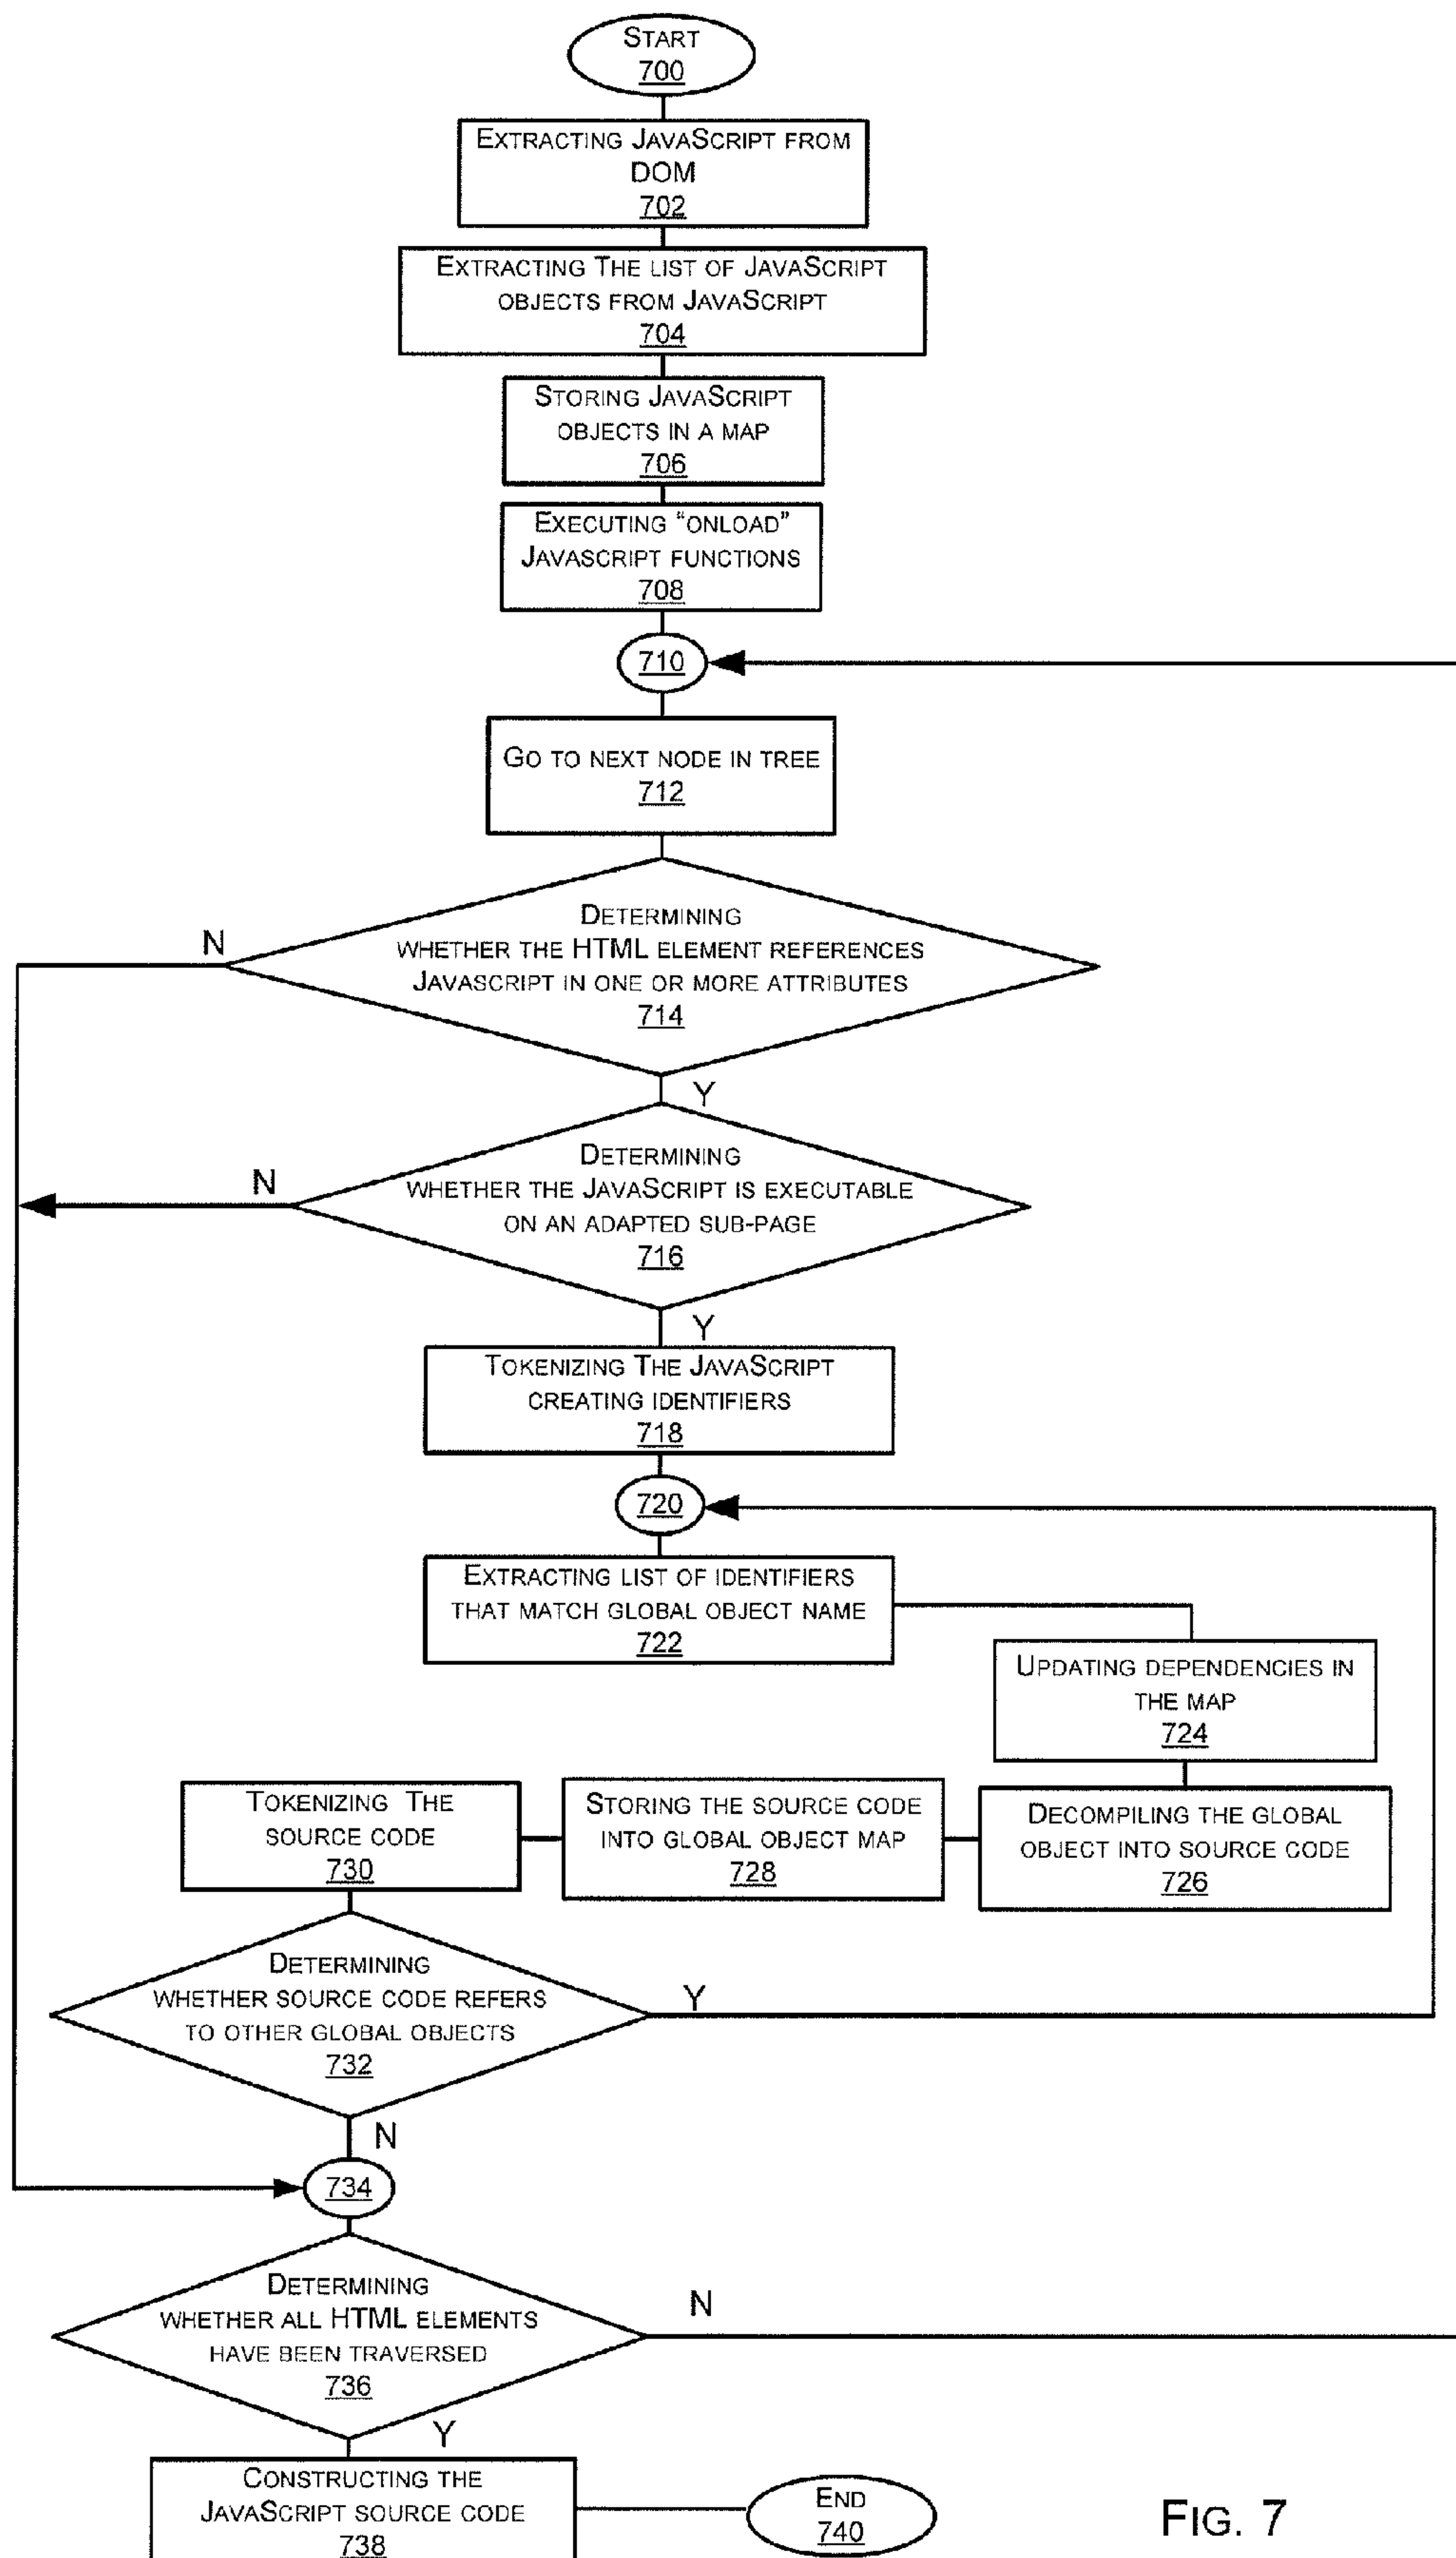 START
700
EXTRACTING JAVASCRIPT FROM
DOM
702
EXTRACTING THE LIST OF JAVASCRIPT
OBJECTS FROM JAVASCRIPT
704
STORING JAVASCRIPT
OBJECTS IN A MAP
706
EXECUTING “ONLOAD”
JAVASCRIPT FUNCTIONS
708
710
GO TO NEXT NODE IN TREE
712
DETERMINING
WHETHER THE HTML ELEMENT REFERENCES
JAVASCRIPT IN ONE OR MORE ATTRIBUTES
714
N
Y
DETERMINING
WHETHER THE JAVASCRIPT IS EXECUTABLE
ON AN ADAPTED SUB-PAGE
716
N
Y
TOKENIZING THE JAVASCRIPT
CREATING IDENTIFIERS
718
720
EXTRACTING LIST OF IDENTIFIERS
THAT MATCH GLOBAL OBJECT NAME
722
UPDATING DEPENDENCIES IN
THE MAP
724
DECOMPILING THE GLOBAL
OBJECT INTO SOURCE CODE
726
STORING THE SOURCE CODE
INTO GLOBAL OBJECT MAP
728
TOKENIZING THE
SOURCE CODE
730
DETERMINING
WHETHER SOURCE CODE REFERS
TO OTHER GLOBAL OBJECTS
732
Y
N
734
DETERMINING
WHETHER ALL HTML ELEMENTS
HAVE BEEN TRAVERSED
736
N
Y
CONSTRUCTING THE
JAVASCRIPT SOURCE CODE
738
END
740
FIG. 7